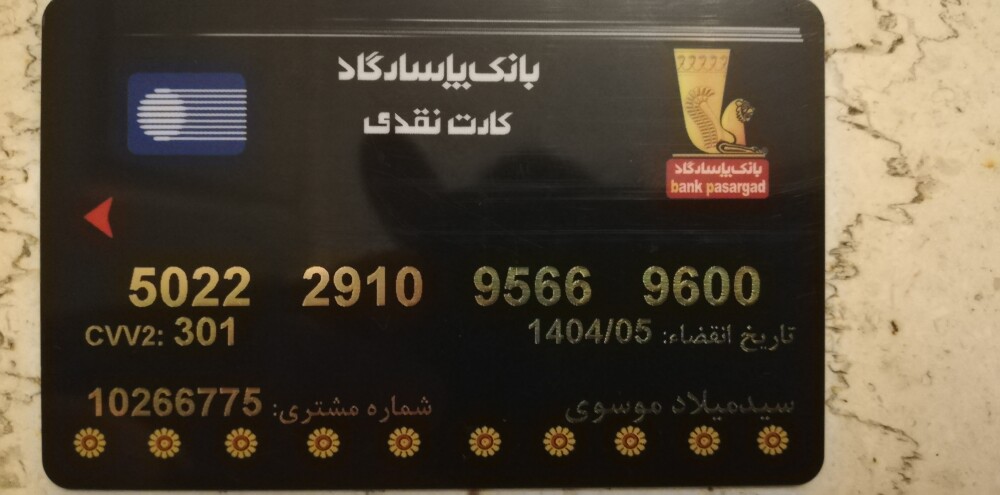 بانک پاسارگاد
کارت نقدی
بانک پاسارگاد
bank pasargad
5022 2910 9566 9600
CVV2: 301
تاریخ انقضاء: 1404/05
شماره مشتری: 10266775
سیدمیلاد موسوی